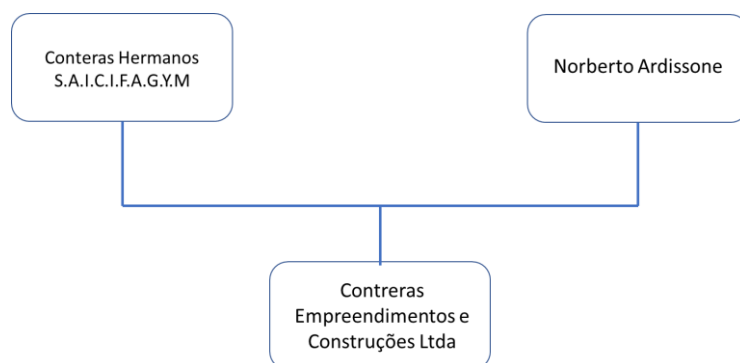 Conteras Hermanos
S.A.I.C.I.F.A.G.Y.M
Norberto Ardissone
Contreras
Empreendimentos e
Construções Ltda